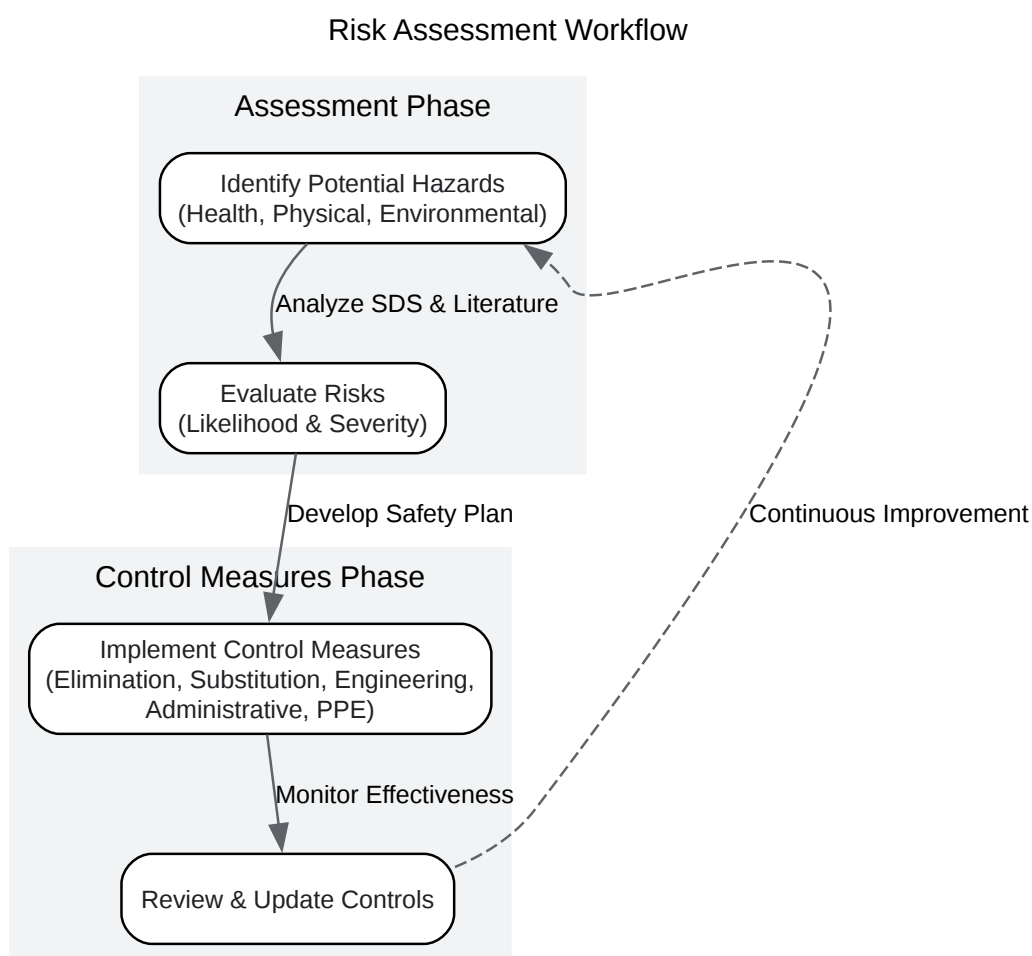 Risk Assessment Workflow
Assessment Phase
Identify Potential Hazards
(Health, Physical, Environmental)
Analyze SDS & Literature
Evaluate Risks
(Likelihood & Severity)
Develop Safety Plan
Continuous Improvement
Control Measures Phase
Implement Control Measures
(Elimination, Substitution, Engineering,
Administrative, PPE)
Monitor Effectiveness
Review & Update Controls